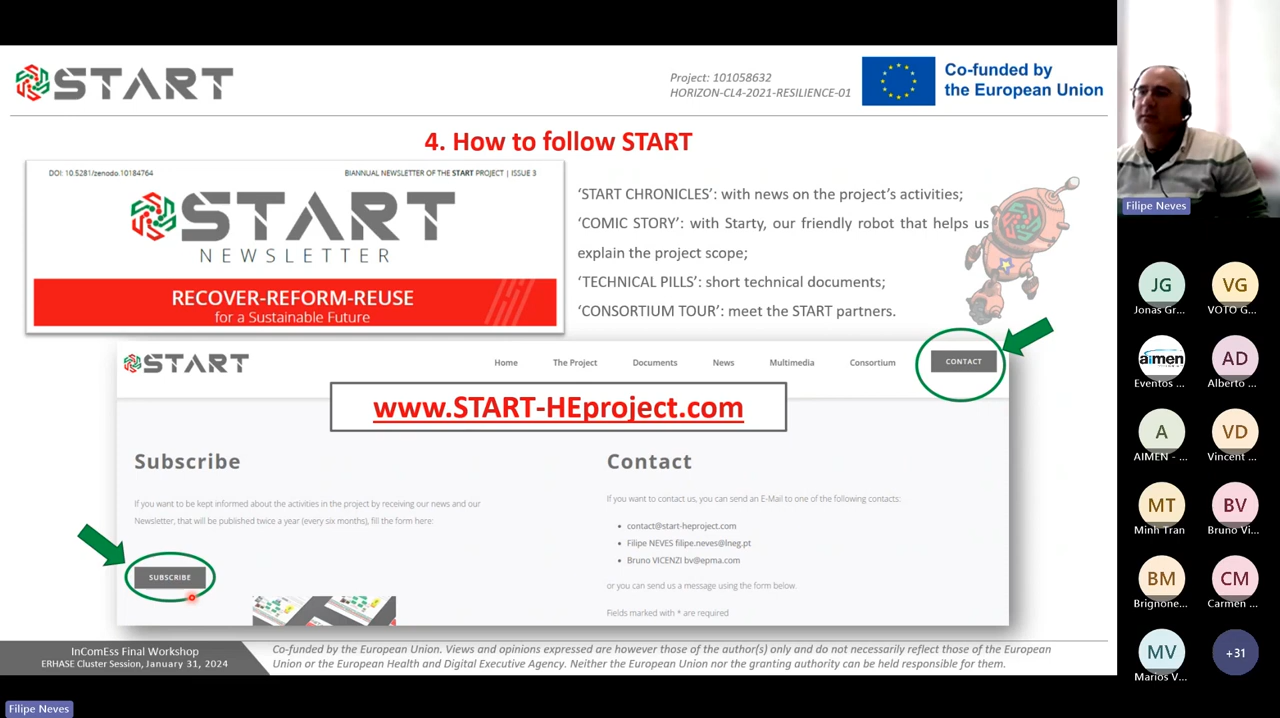 START
Project: 101058632
HORIZON-CL4-2021-RESILIENCE-01
Co-funded by
the European Union
4. How to follow START
DOI: 10.5281/zenodo.10184764
BIANNUAL NEWSLETTER OF THE START PROJECT | ISSUE 3
START
NEWSLETTER
RECOVER-REFORM-REUSE
for a Sustainable Future
‘START CHRONICLES’: with news on the project’s activities;
‘COMIC STORY’: with Starty, our friendly robot that helps us
explain the project scope;
‘TECHNICAL PILLS’: short technical documents;
‘CONSORTIUM TOUR’: meet the START partners.
START
Home
The Project
Documents
News
Multimedia
Consortium
CONTACT
www.START-HEproject.com
Subscribe
If you want to be kept informed about the activities in the project by receiving our news and our
Newsletter, that will be published twice a year (every six months), fill the form here:
SUBSCRIBE
Contact
If you want to contact us, you can send an E-Mail to one of the following contacts:
• contact@start-heproject.com
• Filipe NEVES filipe.neves@lneg.pt
• Bruno VICENZI bv@epma.com
or you can send us a message using the form below.
Fields marked with * are required
InComEss Final Workshop
ERHASE Cluster Session, January 31, 2024
Co-funded by the European Union. Views and opinions expressed are however those of the author(s) only and do not necessarily reflect those of the European
Union or the European Health and Digital Executive Agency. Neither the European Union nor the granting authority can be held responsible for them.
Filipe Neves
Filipe Neves
JG
Jonas Gr...
VG
VOTO G...
aimen
Eventos ...
AD
Alberto ...
A
AIMEN - ...
VD
Vincent ...
MT
Minh Tran
BV
Bruno Vi...
BM
Brignone...
CM
Carmen ...
MV
Marios V...
+31